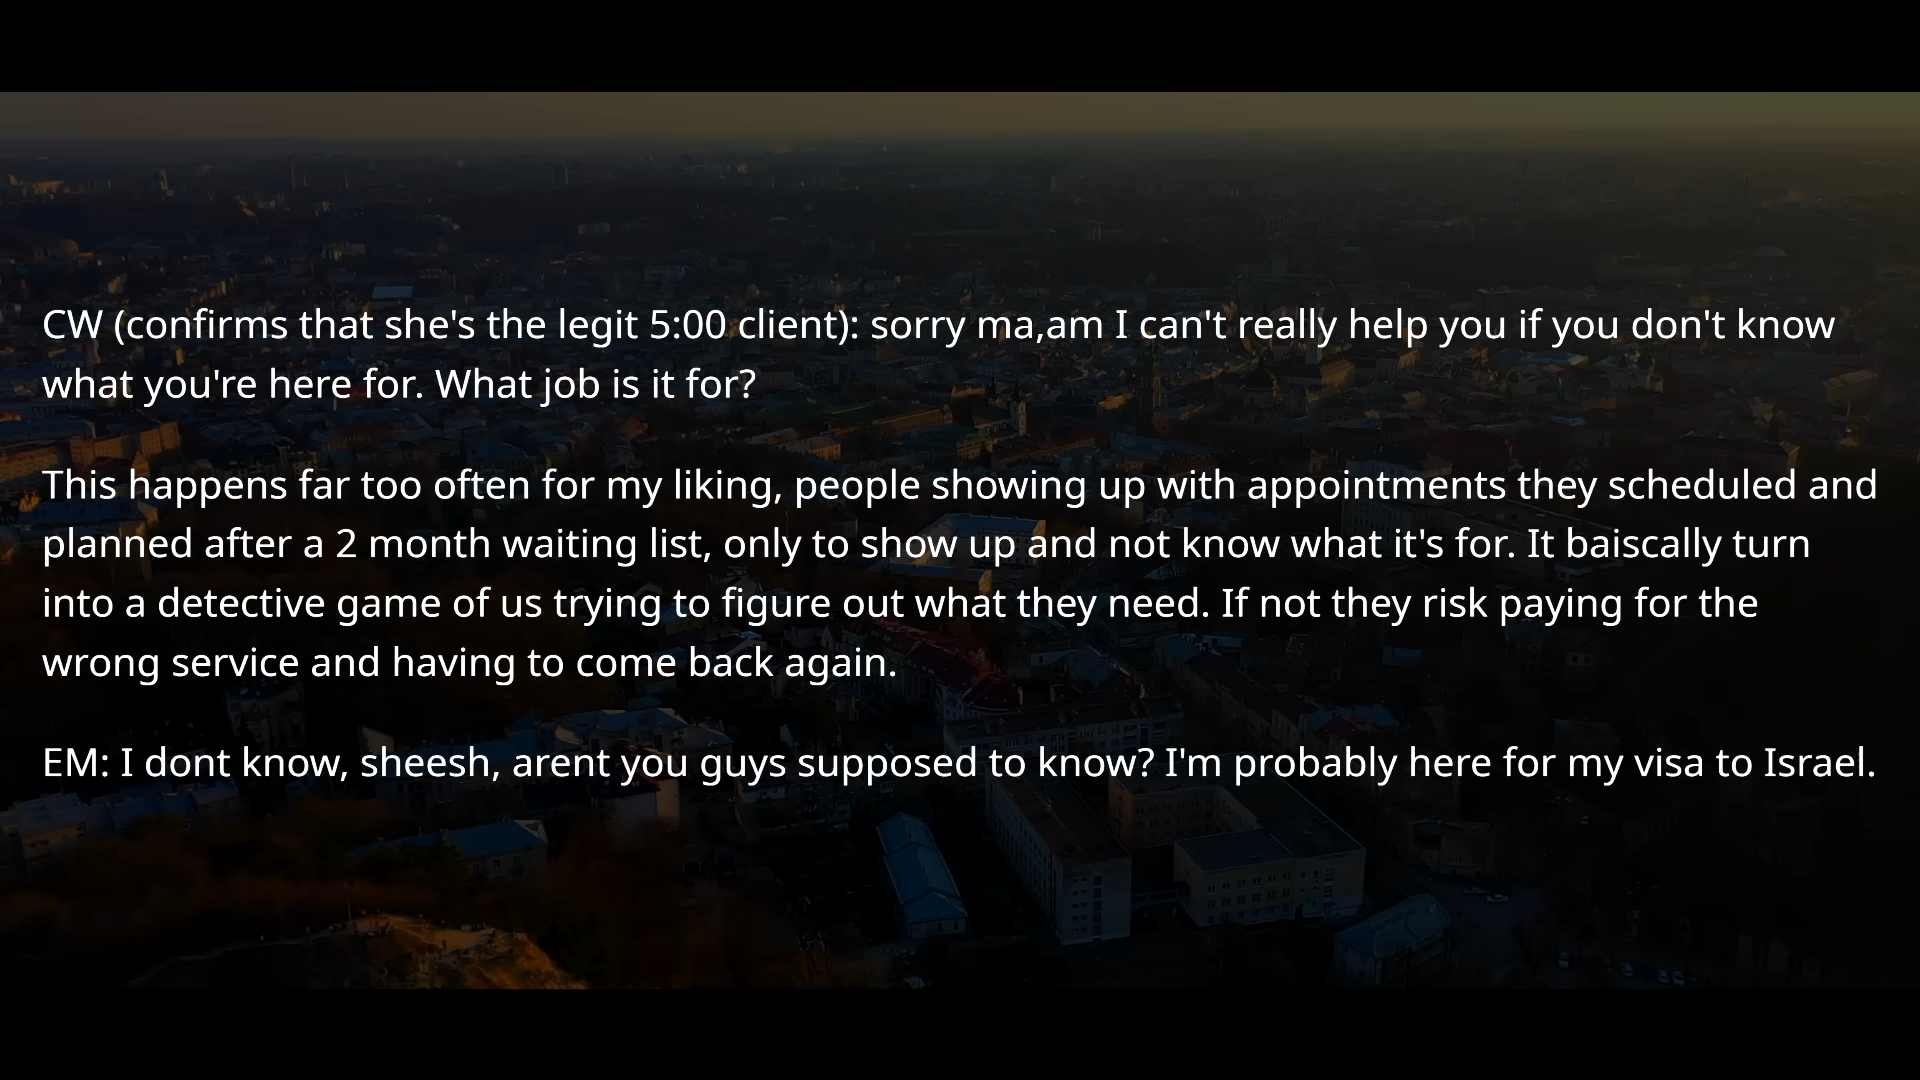 CW (confirms that she's the legit 5:00 client): sorry ma,am I can't really help you if you don't know
what you're here for. What job is it for?
This happens far too often for my liking, people showing up with appointments they scheduled and
planned after a 2 month waiting list, only to show up and not know what it's for. It baiscally turn
into a detective game of us trying to figure out what they need. If not they risk paying for the
wrong service and having to come back again.
EM: I dont know, sheesh, arent you guys supposed to know? I'm probably here for my visa to Israel.